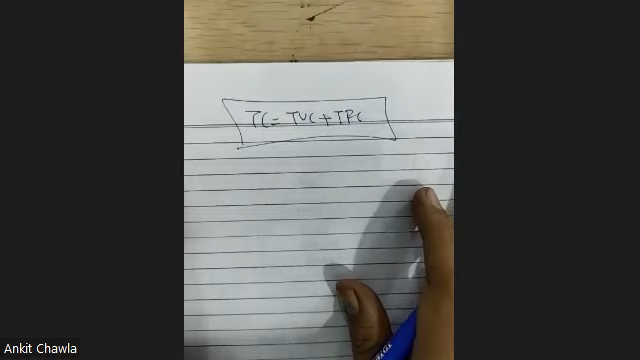 TC = TVC + TFC
Ankit Chawla